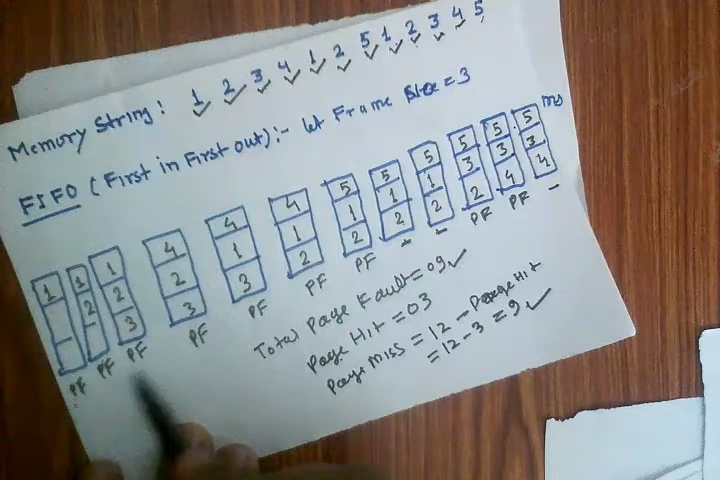 Memory String: 1 2 3 4 1 2 5 1 2 3 4 5
FIFO (First in First out):- let Frame Size = 3
1 1 1 4 4 4 5 5 5 5 5 5
2 2 2 1 1 1 1 1 3 3 3
3 3 3 2 2 2 2 2 4 4
PF PF PF PF PF PF PF - - PF PF -
Total Page Fault = 09
Page Hit = 03
Page Miss = 12 - Page Hit
= 12 - 3 = 9